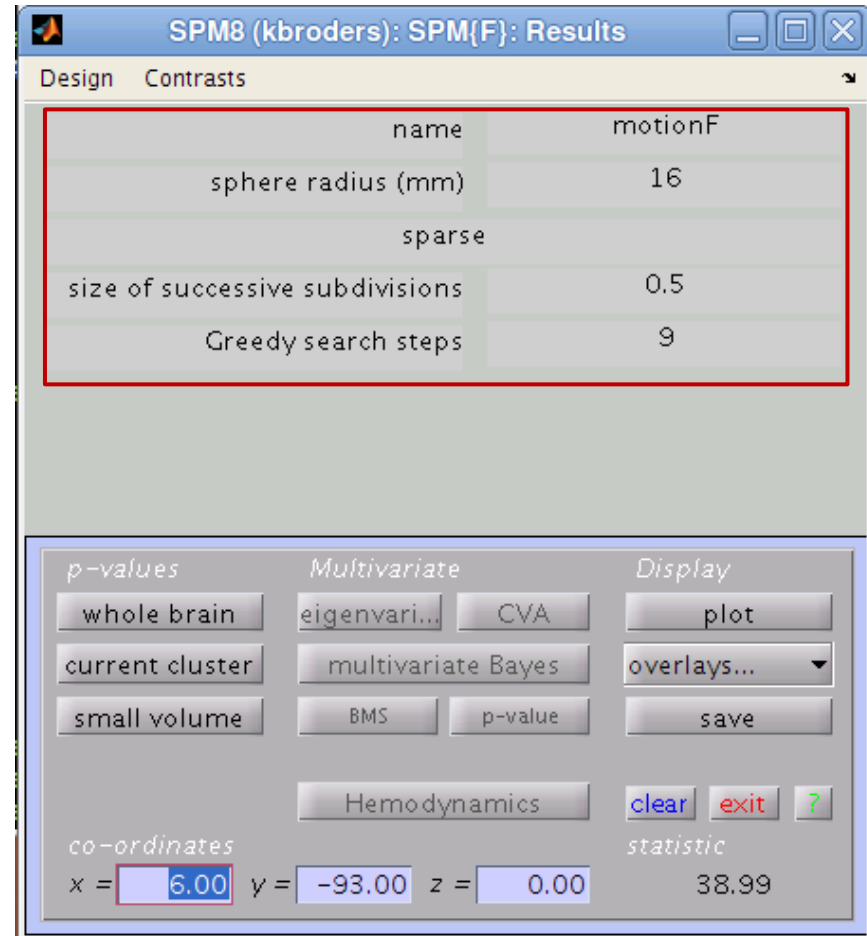 SPM8 (kbroders): SPM{F}: Results
Design Contrasts
name motionF
sphere radius (mm) 16
sparse
size of successive subdivisions 0.5
Greedy search steps 9
p-values Multivariate Display
whole brain eigenvari... CVA plot
current cluster multivariate Bayes overlays...
small volume BMS p-value save
Hemodynamics clear exit ?
co-ordinates statistic
x = 6.00 y = -93.00 z = 0.00 38.99